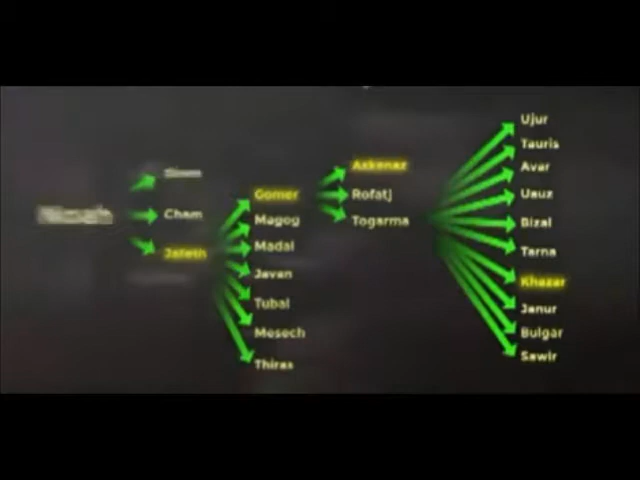 Noah
Sem
Cham
Jafeth
Gomer
Magog
Madai
Javan
Tubal
Mesech
Thiras
Askenaz
Rofatj
Togarma
Ujur
Tauris
Avar
Uauz
Bizal
Tarna
Khazar
Janur
Bulgar
Sawir